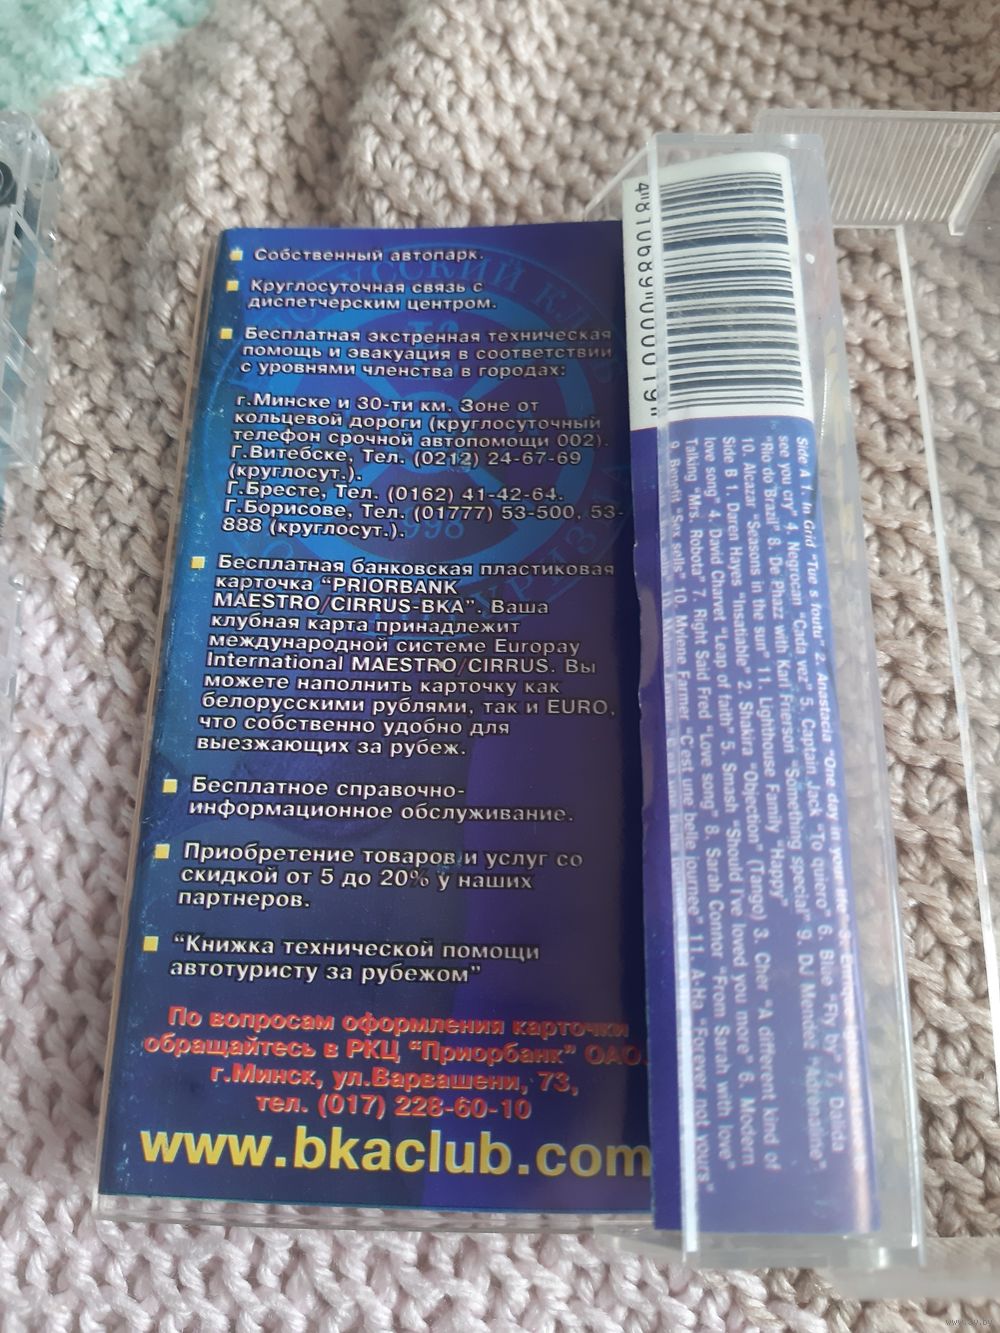 Собственный автопарк.
Круглосуточная связь с
диспетчерским центром.
Бесплатная экстренная техническая
помощь и эвакуация в соответствии
с уровнями членства в городах:
г.Минске и 30-ти км. Зоне от
кольцевой дороги (круглосуточный
телефон срочной автопомощи 002).
Г.Витебске, Тел. (0212) 24-67-69
(круглосут.).
Г.Бресте, Тел. (0162) 41-42-64.
Г.Борисове, Тел. (01777) 53-500, 53-
888 (круглосут.).
1998
Бесплатная банковская пластиковая
карточка “PRIORBANK
MAESTRO/CIRRUS-BKA”. Ваша
клубная карта принадлежит
международной системе Europay
International MAESTRO/CIRRUS. Вы
можете наполнить карточку как
белорусскими рублями, так и EURO,
что собственно удобно для
выезжающих за рубеж.
Бесплатное справочно-
информационное обслуживание.
Приобретение товаров и услуг со
скидкой от 5 до 20% у наших
партнеров.
“Книжка технической помощи
автотуристу за рубежом”
По вопросам оформления карточки
обращайтесь в РКЦ “Приорбанк” ОАО.
г.Минск, ул.Варвашени, 73,
тел. (017) 228-60-10
www.bkaclub.com
4 810689 000019
Side A 1. In Grid “Tue s foutu” 2. Anastacia “One day in your life” 3.
see you cry” 4. Negrocan “Cada vez” 5. Captain Jack “To quiero” 6. Blue “Fly by” 7. Dalida
“Rio do Brazil” 8. De Phazz with Karl Frierson “Something special” 9. DJ Mendez “Adrenaline”
10. Alcazar “Seasons in the sun” 11. Lighthouse Family “Happy”
Side B 1. Daren Hayes “Insatiable” 2. Shakira “Objection” (Tango) 3. Cher “A different kind of
love song” 4. David Charvet “Leap of faith” 5. Smash “Should I've loved you more” 6. Modern
Talking “Mrs. Robota” 7. Right Said Fred “Love song” 8. Sarah Connor “From Sarah with love”
9. Benefit “Sex sells” 10. Mylene Farmer “C'est une belle journee” 11. A-Ha “Forever not yours”
www.ay.by